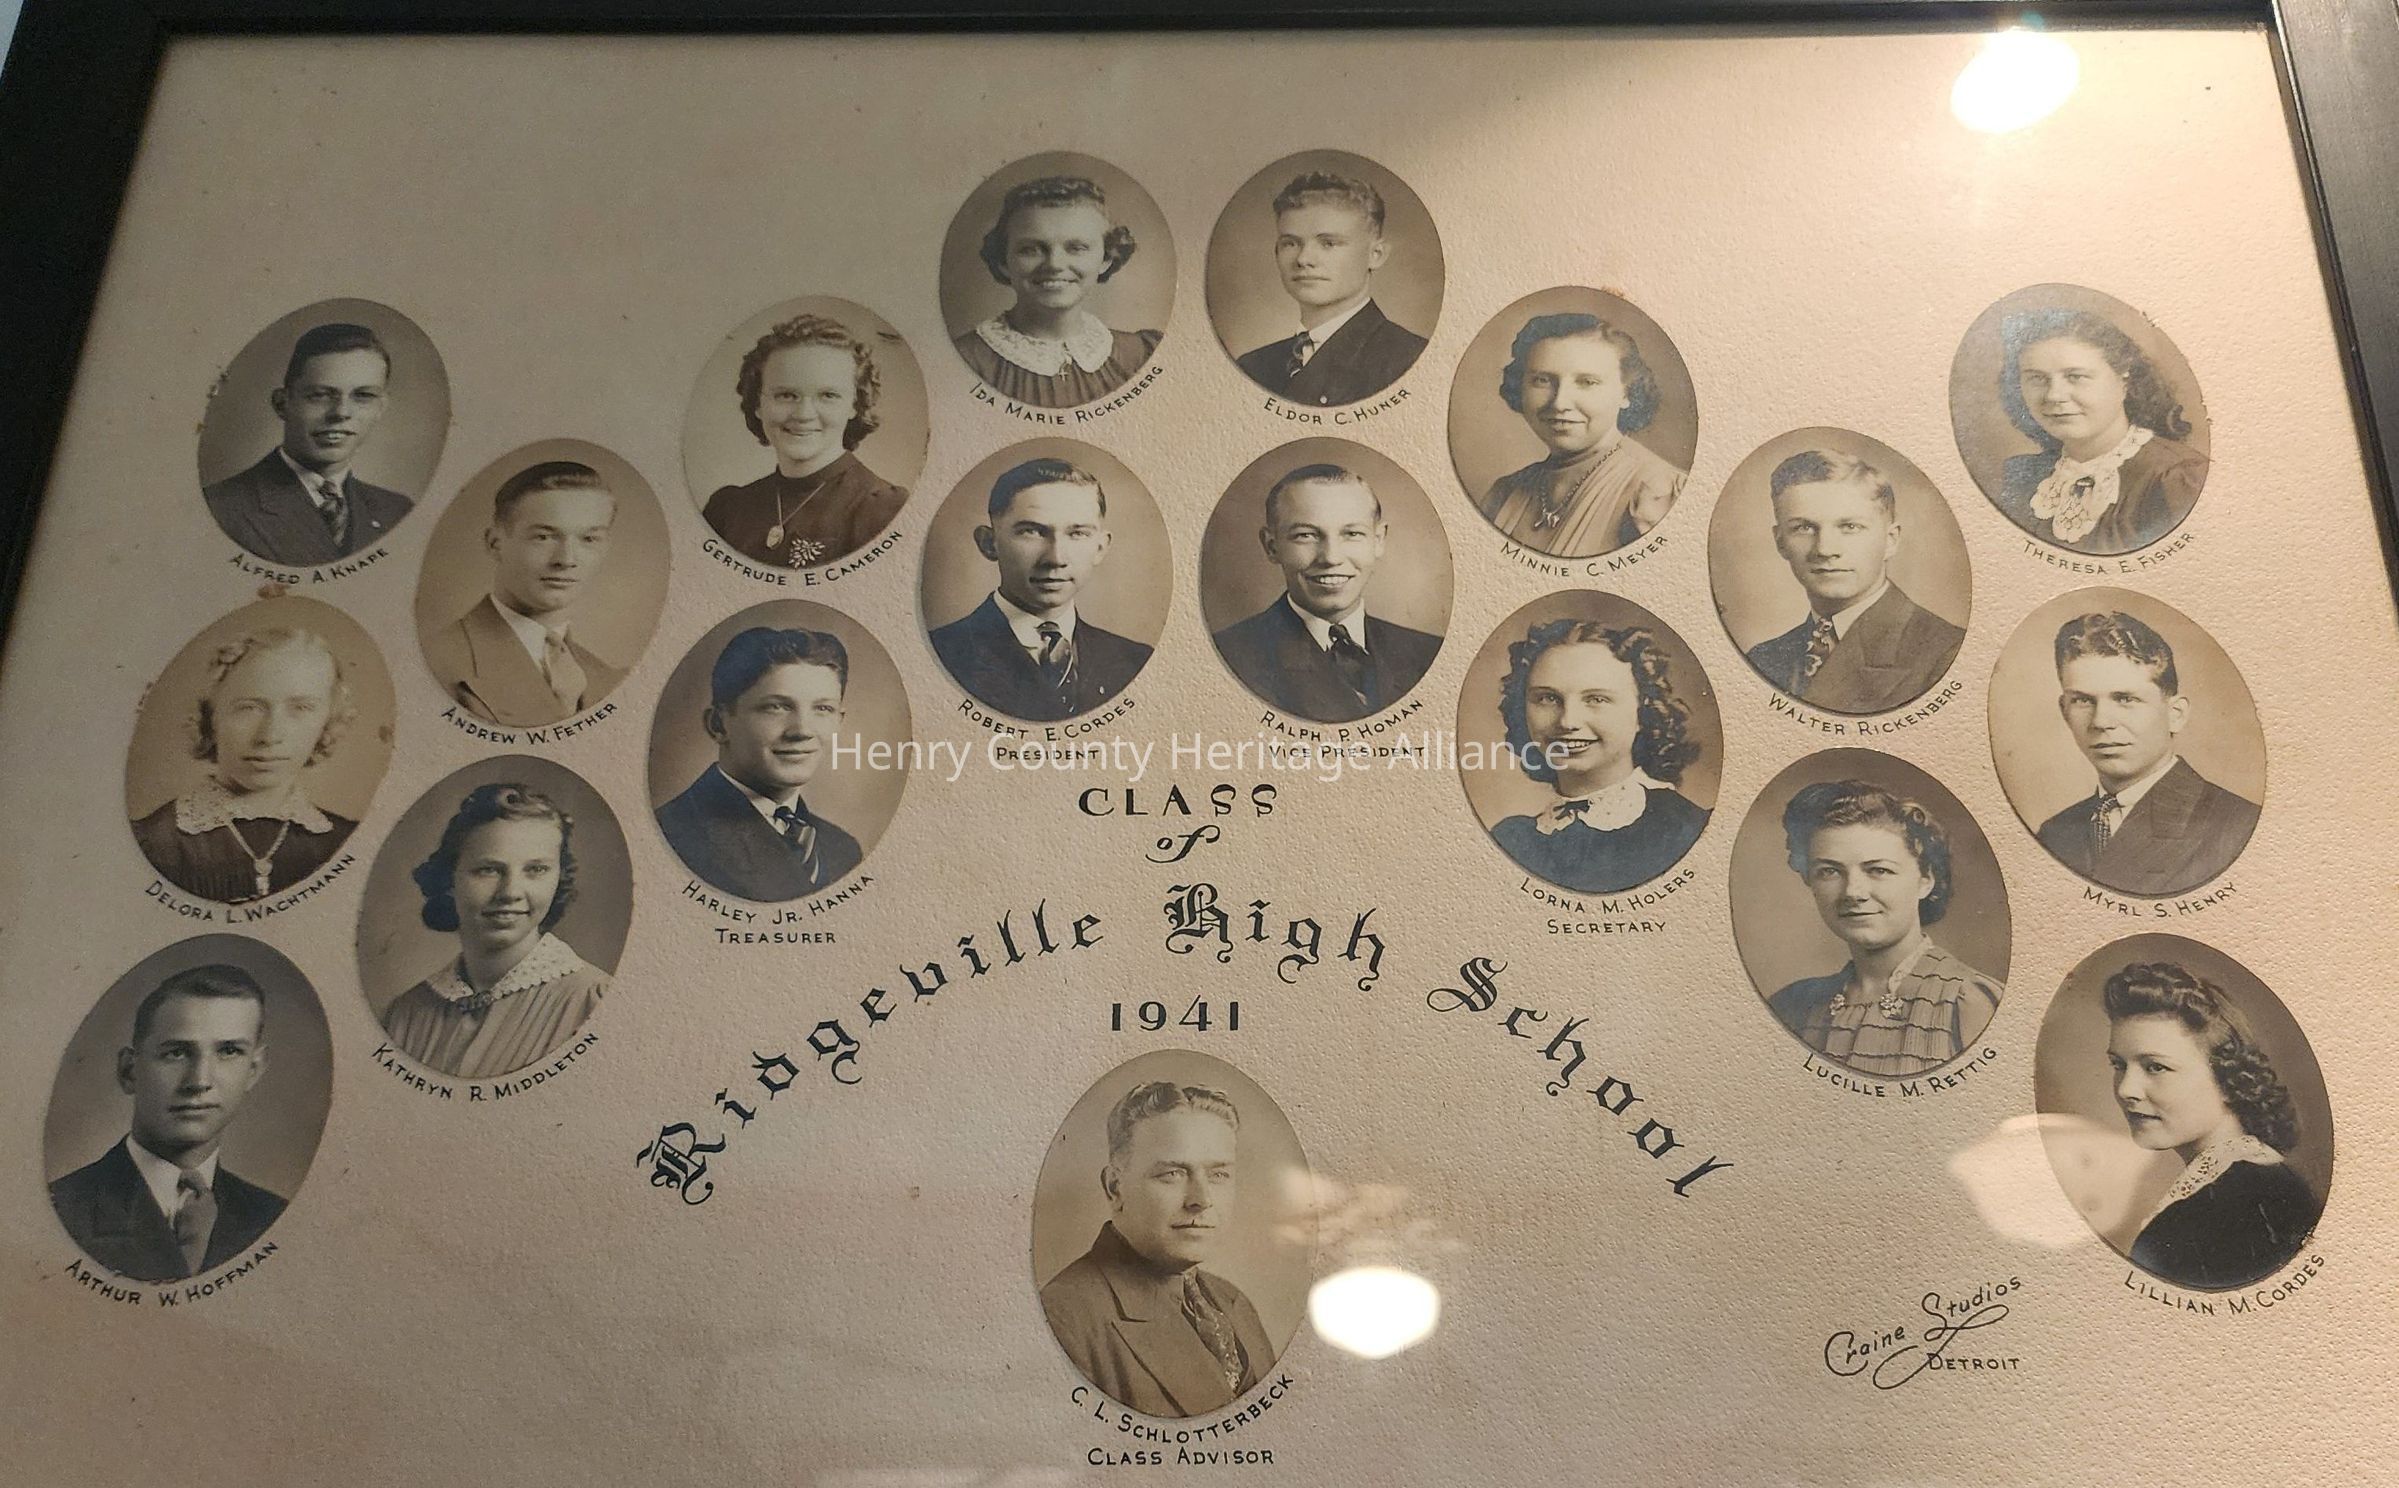 Ida Marie Rickenberg
Eldor C. Huner
Alfred A. Knape
Gertrude E. Cameron
Minnie C. Meyer
Theresa E. Fisher
Andrew W. Fether
Robert E. Cordes
President
Ralph P. Homan
Vice President
Walter Rickenberg
Henry County Heritage Alliance
Delora L. Wachtmann
Harley Jr. Hanna
Treasurer
Lorna M. Holers
Secretary
Myrl S. Henry
CLASS
of
Ridgeville High School
1941
Kathryn R. Middleton
Lucille M. Rettig
Arthur W. Hoffman
Lillian M. Cordes
C. L. Schlotterbeck
Class Advisor
Craine Studios
Detroit